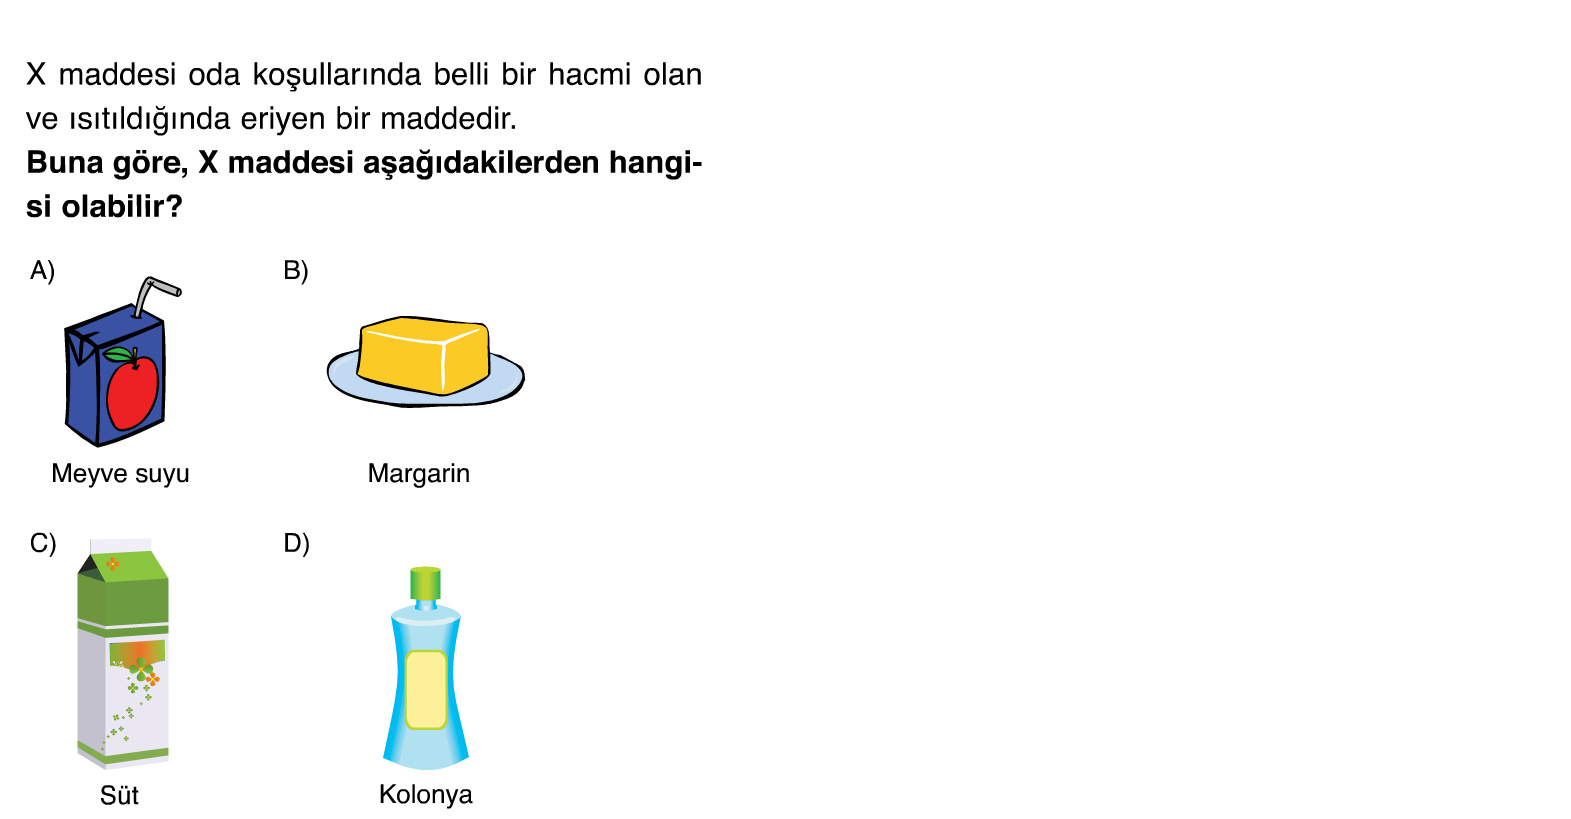 X maddesi oda koşullarında belli bir hacmi olan
ve ısıtıldığında eriyen bir maddedir.
Buna göre, X maddesi aşağıdakilerden hangi-
si olabilir?
A)
B)
Meyve suyu
Margarin
C)
D)
Süt
Kolonya